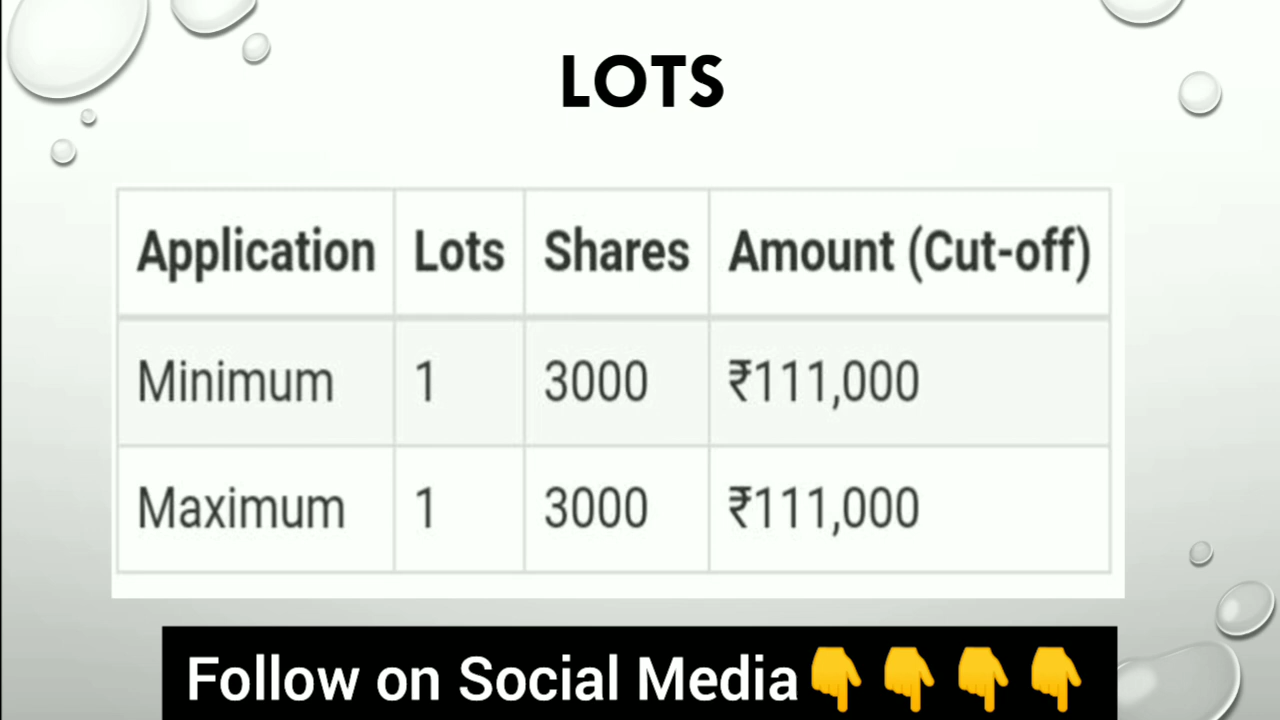 LOTS
Application Lots Shares Amount (Cut-off)
Minimum 1 3000 ₹111,000
Maximum 1 3000 ₹111,000
Follow on Social Media👇👇👇👇